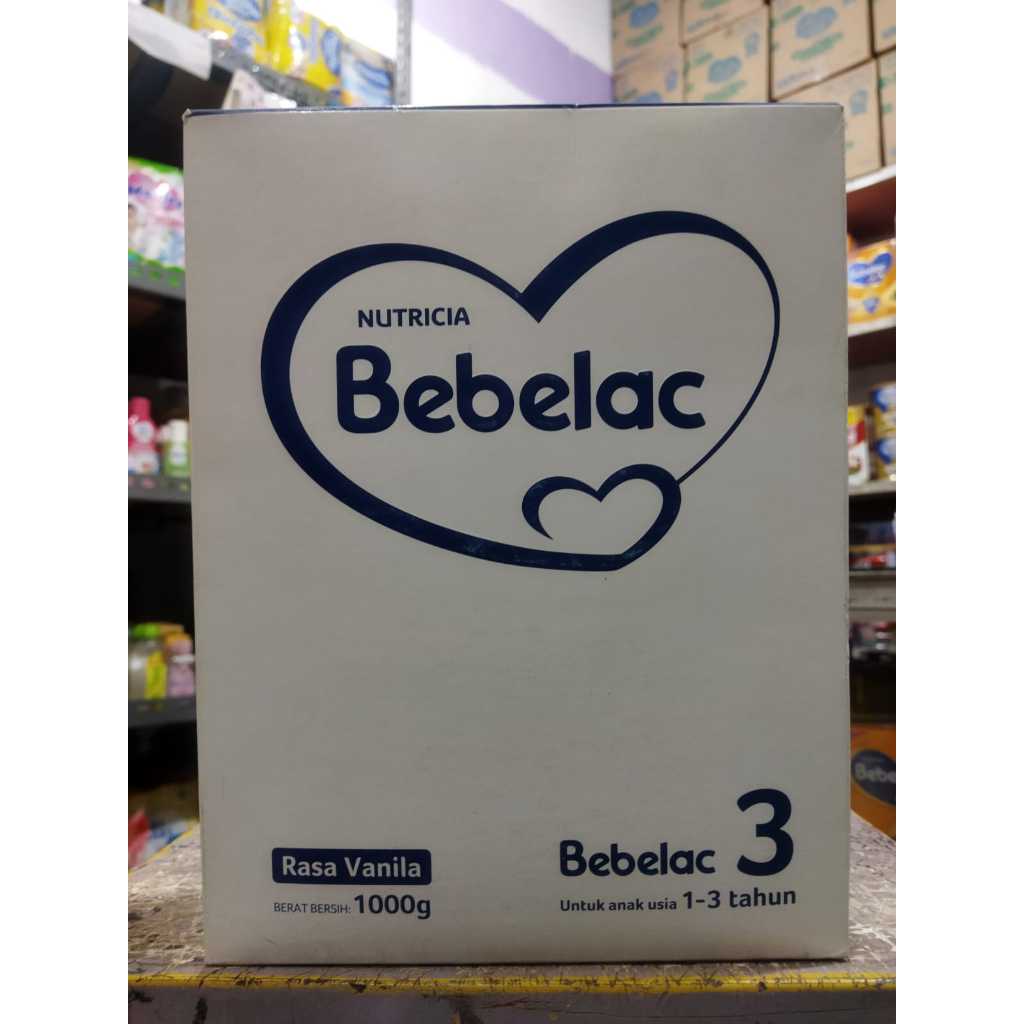 NUTRICIA
Bebelac
Rasa Vanila
BERAT BERSIH: 1000g
Bebelac 3
Untuk anak usia 1-3 tahun